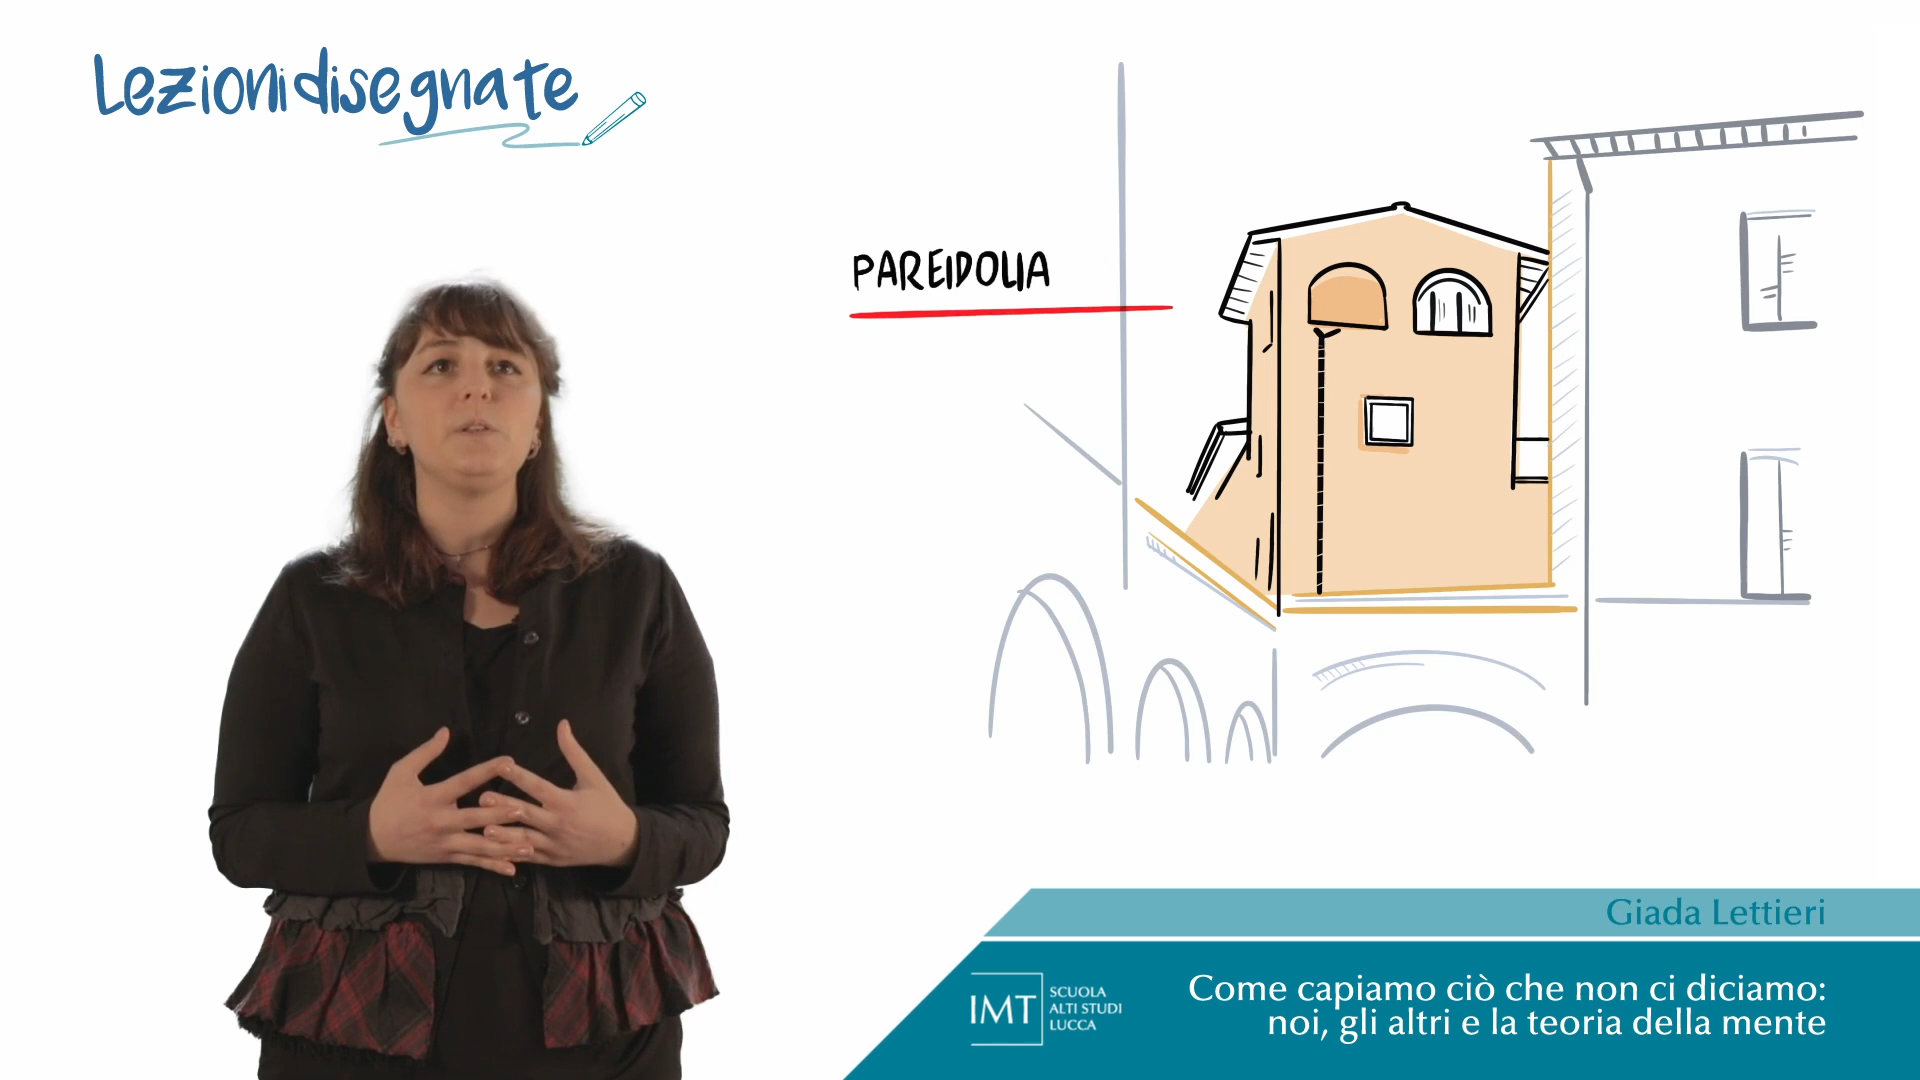 Lezionidisegnate
PAREIDOLIA
Giada Lettieri
IMT
SCUOLA
ALTI STUDI
LUCCA
Come capiamo ciò che non ci diciamo:
noi, gli altri e la teoria della mente